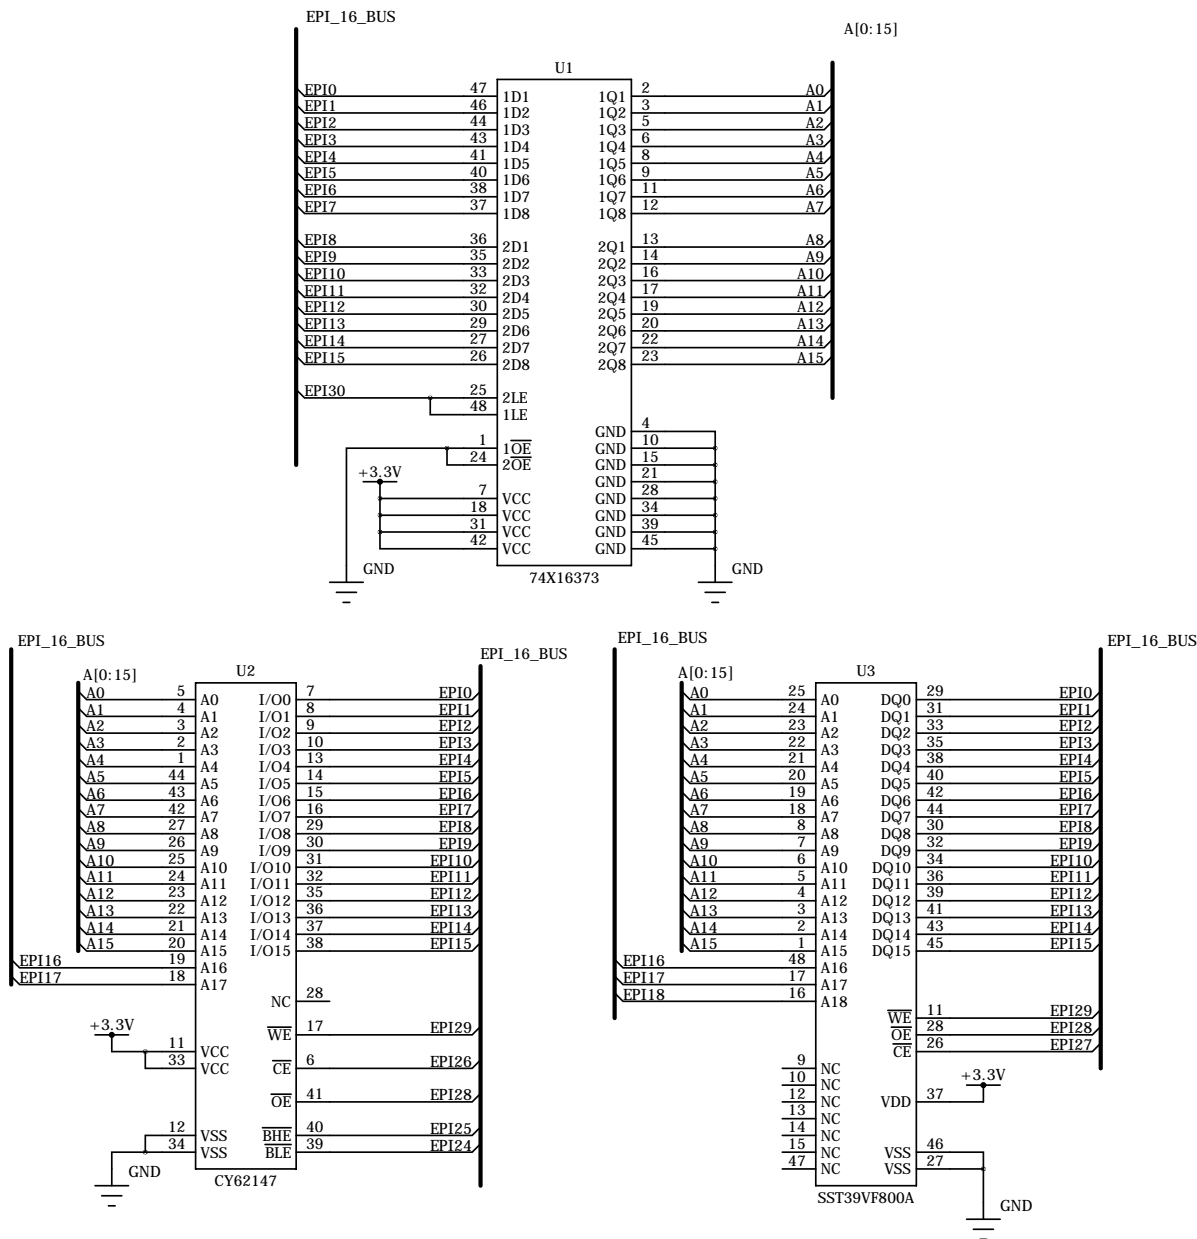 EPI_16_BUS
A[0:15]
U1
EPI0 47 1D1 1Q1 2 A0
EPI1 46 1D2 1Q2 3 A1
EPI2 44 1D3 1Q3 5 A2
EPI3 43 1D4 1Q4 6 A3
EPI4 41 1D5 1Q5 8 A4
EPI5 40 1D6 1Q6 9 A5
EPI6 38 1D7 1Q7 11 A6
EPI7 37 1D8 1Q8 12 A7
EPI8 36 2D1 2Q1 13 A8
EPI9 35 2D2 2Q2 14 A9
EPI10 33 2D3 2Q3 16 A10
EPI11 32 2D4 2Q4 17 A11
EPI12 30 2D5 2Q5 19 A12
EPI13 29 2D6 2Q6 20 A13
EPI14 27 2D7 2Q7 22 A14
EPI15 26 2D8 2Q8 23 A15
EPI30 25 2LE
48 1LE
GND 4
1 1OE GND 10
24 2OE GND 15
+3.3V GND 21
7 VCC GND 28
18 VCC GND 34
31 VCC GND 39
42 VCC GND 45
GND
74X16373
GND
EPI_16_BUS
EPI_16_BUS
A[0:15]
U2
A0 5 A0 I/O0 7 EPI0
A1 4 A1 I/O1 8 EPI1
A2 3 A2 I/O2 9 EPI2
A3 2 A3 I/O3 10 EPI3
A4 1 A4 I/O4 13 EPI4
A5 44 A5 I/O5 14 EPI5
A6 43 A6 I/O6 15 EPI6
A7 42 A7 I/O7 16 EPI7
A8 27 A8 I/O8 29 EPI8
A9 26 A9 I/O9 30 EPI9
A10 25 A10 I/O10 31 EPI10
A11 24 A11 I/O11 32 EPI11
A12 23 A12 I/O12 35 EPI12
A13 22 A13 I/O13 36 EPI13
A14 21 A14 I/O14 37 EPI14
A15 20 A15 I/O15 38 EPI15
EPI16 19 A16
EPI17 18 A17
NC 28
+3.3V WE 17 EPI29
11 VCC
33 VCC CE 6 EPI26
OE 41 EPI28
12 VSS BHE 40 EPI25
34 VSS BLE 39 EPI24
GND
CY62147
EPI_16_BUS
EPI_16_BUS
A[0:15]
U3
A0 25 A0 DQ0 29 EPI0
A1 24 A1 DQ1 31 EPI1
A2 23 A2 DQ2 33 EPI2
A3 22 A3 DQ3 35 EPI3
A4 21 A4 DQ4 38 EPI4
A5 20 A5 DQ5 40 EPI5
A6 19 A6 DQ6 42 EPI6
A7 18 A7 DQ7 44 EPI7
A8 8 A8 DQ8 30 EPI8
A9 7 A9 DQ9 32 EPI9
A10 6 A10 DQ10 34 EPI10
A11 5 A11 DQ11 36 EPI11
A12 4 A12 DQ12 39 EPI12
A13 3 A13 DQ13 41 EPI13
A14 2 A14 DQ14 43 EPI14
A15 1 A15 DQ15 45 EPI15
EPI16 48 A16
EPI17 17 A17
EPI18 16 A18
WE 11 EPI29
OE 28 EPI28
CE 26 EPI27
9 NC
10 NC +3.3V
12 NC VDD 37
13 NC
14 NC
15 NC VSS 46
47 NC VSS 27
SST39VF800A
GND